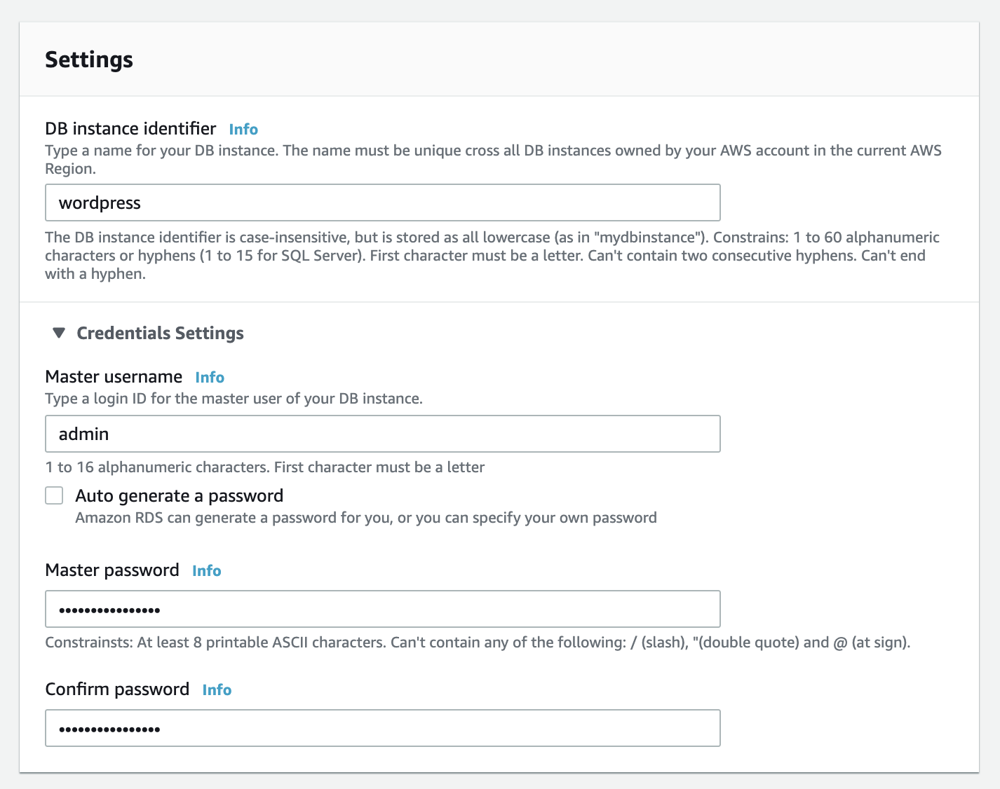 Settings
DB instance identifier Info
Type a name for your DB instance. The name must be unique cross all DB instances owned by your AWS account in the current AWS
Region.
wordpress
The DB instance identifier is case-insensitive, but is stored as all lowercase (as in "mydbinstance"). Constrains: 1 to 60 alphanumeric
characters or hyphens (1 to 15 for SQL Server). First character must be a letter. Can't contain two consecutive hyphens. Can't end
with a hyphen.
Credentials Settings
Master username Info
Type a login ID for the master user of your DB instance.
admin
1 to 16 alphanumeric characters. First character must be a letter
Auto generate a password
Amazon RDS can generate a password for you, or you can specify your own password
Master password Info
••••••••••••••••
Constrainsts: At least 8 printable ASCII characters. Can't contain any of the following: / (slash), "(double quote) and @ (at sign).
Confirm password Info
••••••••••••••••